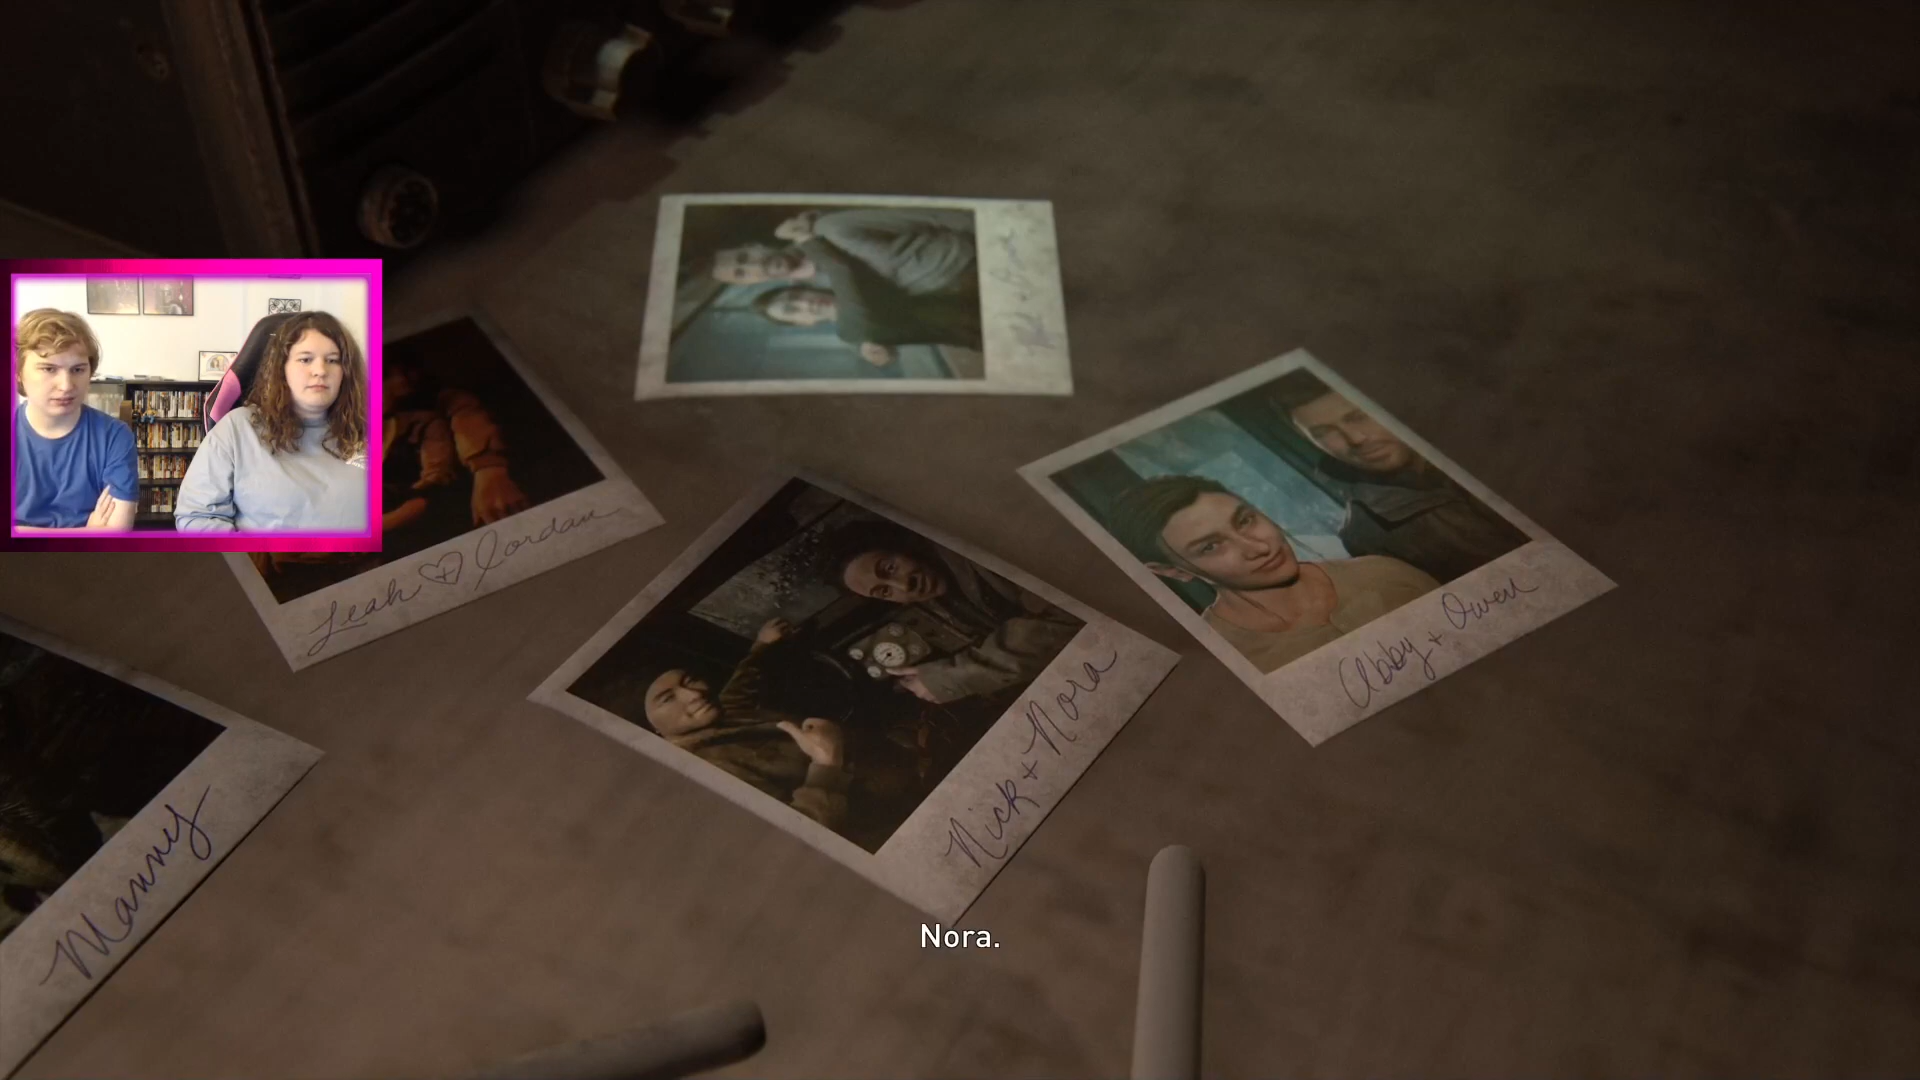 Leah + Jordan
Abby + Owen
Nick + Nora
Manny
Nora.